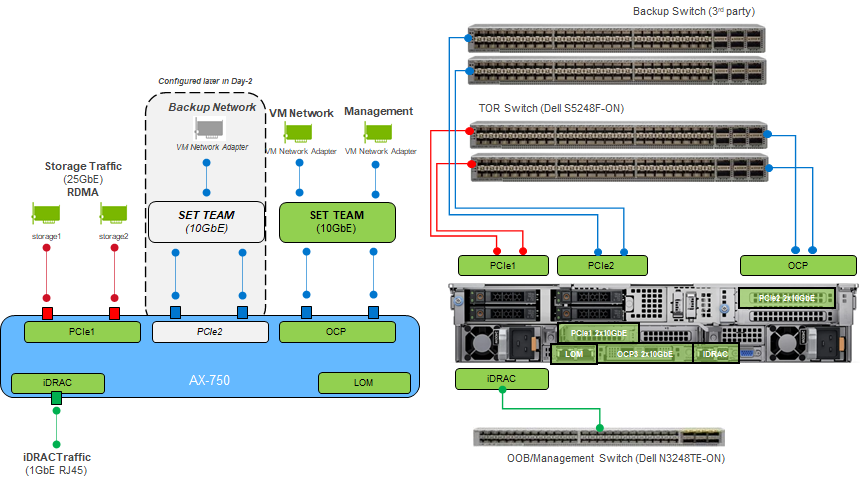 Configured later in Day-2
Backup Network
VM Network Adapter
VM Network
VM Network Adapter
Management
VM Network Adapter
Storage Traffic
(25GbE)
RDMA
storage1
storage2
SET TEAM
(10GbE)
SET TEAM
(10GbE)
PCIe1
PCIe2
OCP
iDRAC
AX-750
LOM
iDRACTraffic
(1GbE RJ45)
Backup Switch (3rd party)
TOR Switch (Dell S5248F-ON)
PCIe1
PCIe2
OCP
PCIe2 2x10GbE
PCIe1 2x10GbE
LOM
OCP3 2x10GbE
iDRAC
iDRAC
OOB/Management Switch (Dell N3248TE-ON)